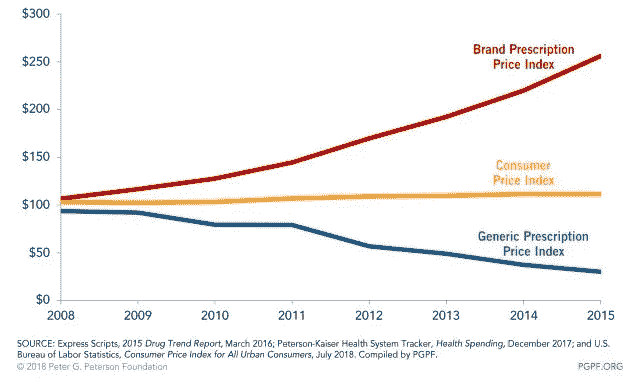 $300
$250
$200
$150
$100
$50
$0
Brand Prescription
Price Index
Consumer
Price Index
Generic Prescription
Price Index
2008 2009 2010 2011 2012 2013 2014 2015
SOURCE: Express Scripts, 2015 Drug Trend Report, March 2016; Peterson-Kaiser Health System Tracker, Health Spending, December 2017; and U.S.
Bureau of Labor Statistics, Consumer Price Index for All Urban Consumers, July 2018. Compiled by PGPF.
© 2018 Peter G. Peterson Foundation PGPF.ORG